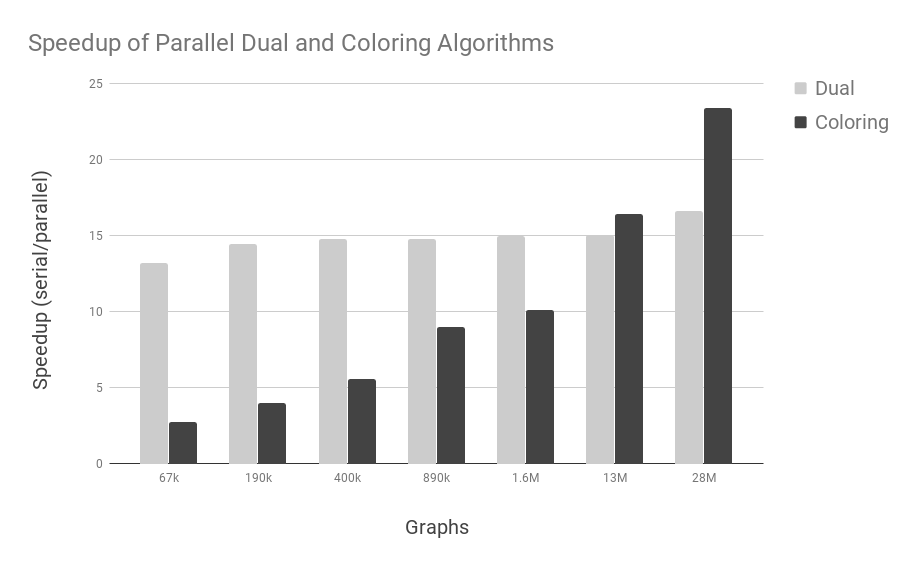 Speedup of Parallel Dual and Coloring Algorithms
Dual
Coloring
Speedup (serial/parallel)
25
20
15
10
5
0
67k 190k 400k 890k 1.6M 13M 28M
Graphs